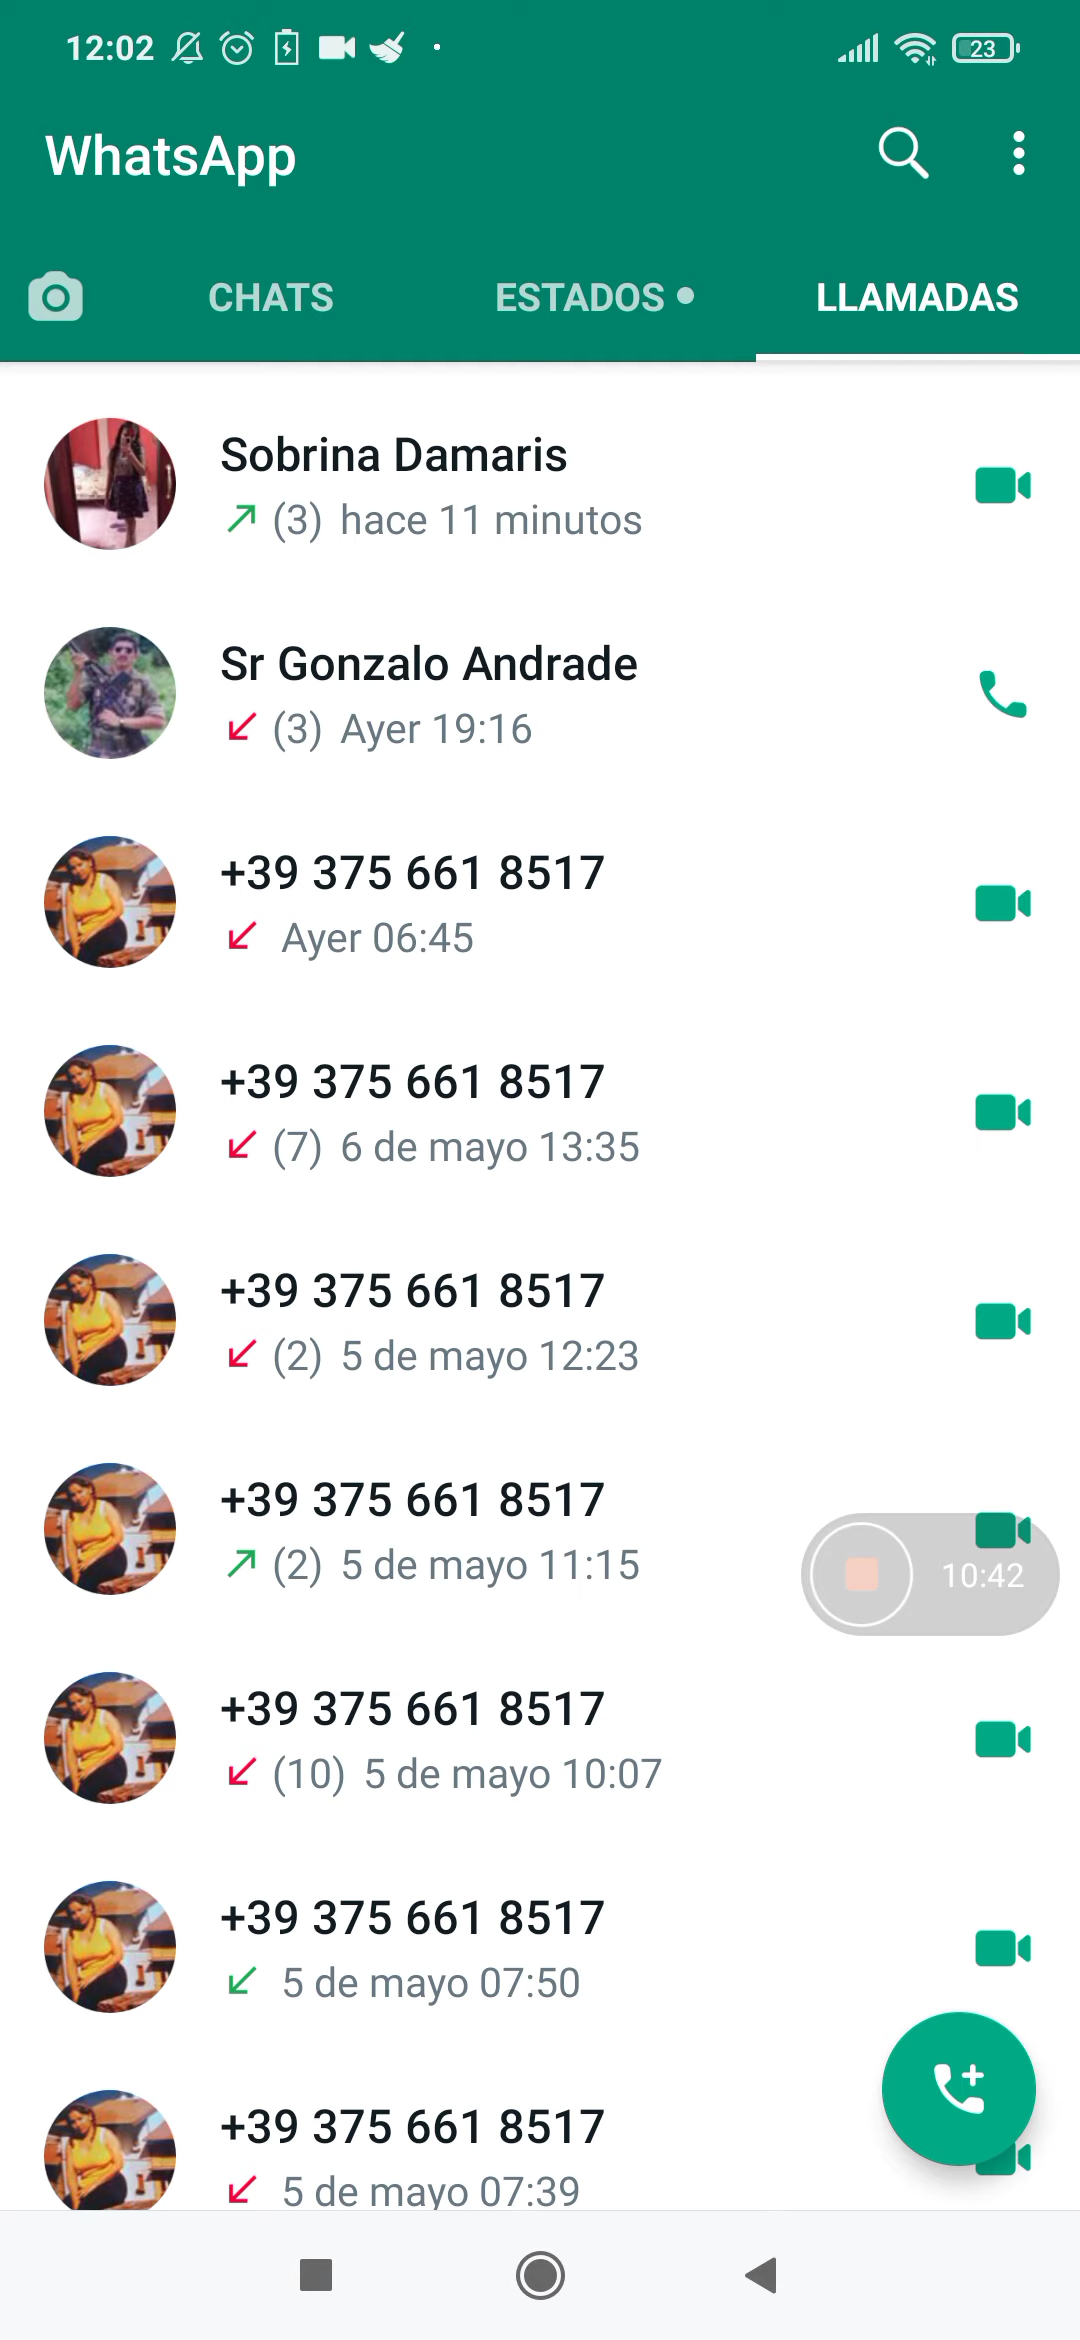 12:02
23
WhatsApp
CHATS
ESTADOS
LLAMADAS
Sobrina Damaris
(3) hace 11 minutos
Sr Gonzalo Andrade
(3) Ayer 19:16
+39 375 661 8517
Ayer 06:45
+39 375 661 8517
(7) 6 de mayo 13:35
+39 375 661 8517
(2) 5 de mayo 12:23
+39 375 661 8517
(2) 5 de mayo 11:15
10:42
+39 375 661 8517
(10) 5 de mayo 10:07
+39 375 661 8517
5 de mayo 07:50
+39 375 661 8517
5 de mayo 07:39